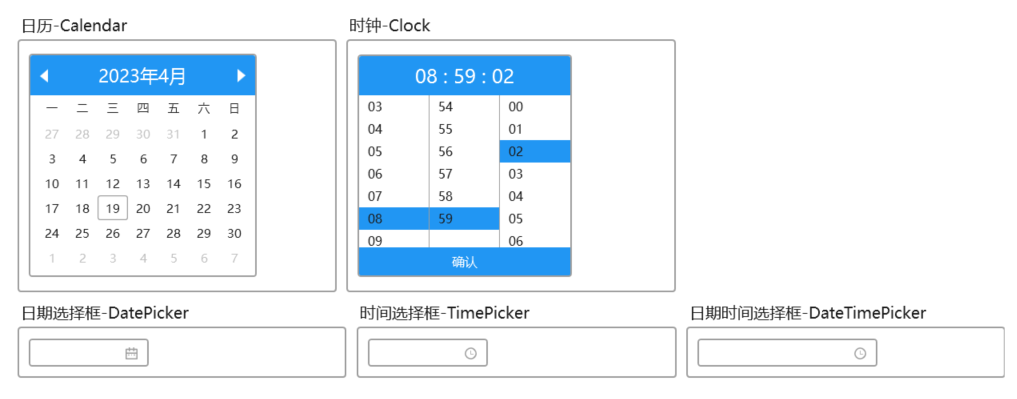 日历-Calendar
时钟-Clock
2023年4月
一 二 三 四 五 六 日
27 28 29 30 31 1 2
3 4 5 6 7 8 9
10 11 12 13 14 15 16
17 18 19 20 21 22 23
24 25 26 27 28 29 30
1 2 3 4 5 6 7
08 : 59 : 02
03 54 00
04 55 01
05 56 02
06 57 03
07 58 04
08 59 05
09 06
确认
日期选择框-DatePicker
时间选择框-TimePicker
日期时间选择框-DateTimePicker